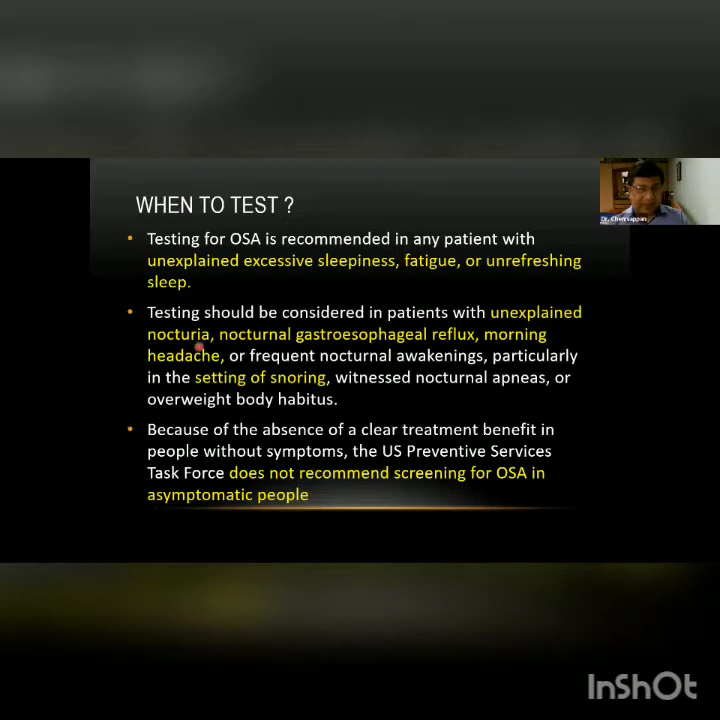 WHEN TO TEST ?
• Testing for OSA is recommended in any patient with
unexplained excessive sleepiness, fatigue, or unrefreshing
sleep.
• Testing should be considered in patients with unexplained
nocturia, nocturnal gastroesophageal reflux, morning
headache, or frequent nocturnal awakenings, particularly
in the setting of snoring, witnessed nocturnal apneas, or
overweight body habitus.
• Because of the absence of a clear treatment benefit in
people without symptoms, the US Preventive Services
Task Force does not recommend screening for OSA in
asymptomatic people
Dr. Chennappan
InShOt